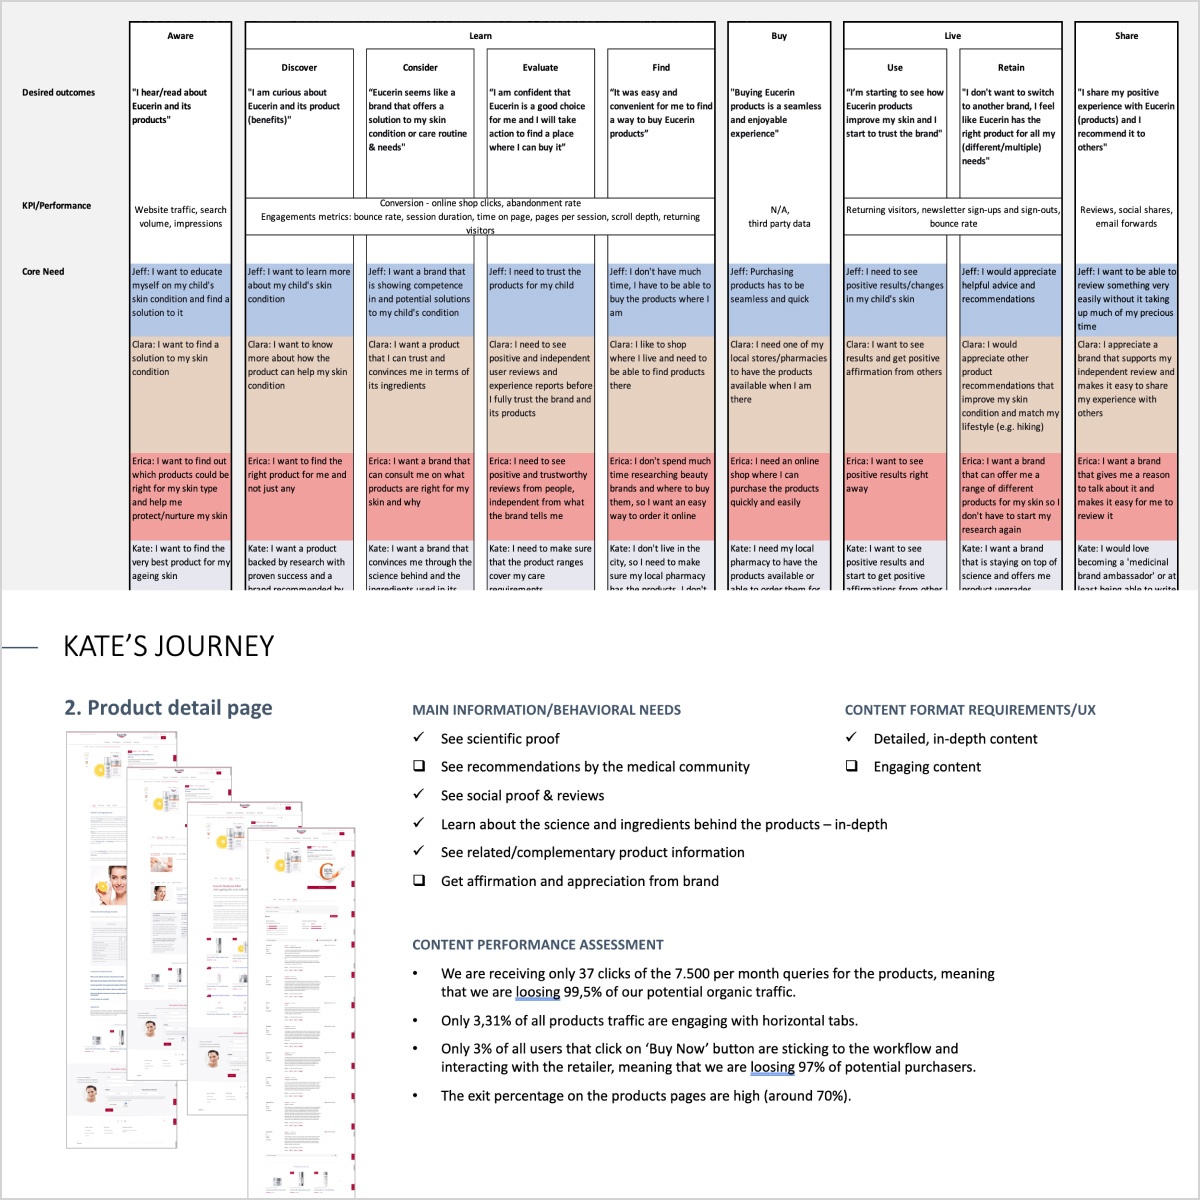 Aware
Learn
Buy
Live
Share
Discover
Consider
Evaluate
Find
Use
Retain
Desired outcomes
"I hear/read about
Eucerin and its
products"
"I am curious about
Eucerin and its product
(benefits)"
“Eucerin seems like a
brand that offers a
solution to my skin
condition or care routine
& needs"
“I am confident that
Eucerin is a good choice
for me and I will take
action to find a place
where I can buy it”
“It was easy and
convenient for me to find
a way to buy Eucerin
products”
"Buying Eucerin
products is a seamless
and enjoyable
experience"
“I’m starting to see how
Eucerin products
improve my skin and I
start to trust the brand"
"I don't want to switch
to another brand, I feel
like Eucerin has the
right product for all my
(different/multiple)
needs"
"I share my positive
experience with Eucerin
(products) and I
recommend it to
others"
KPI/Performance
Website traffic, search
volume, impressions
Conversion - online shop clicks, abandonment rate
Engagements metrics: bounce rate, session duration, time on page, pages per session, scroll depth, returning
visitors
N/A,
third party data
Returning visitors, newsletter sign-ups and sign-outs,
bounce rate
Reviews, social shares,
email forwards
Core Need
Jeff: I want to educate
myself on my child's
skin condition and find a
solution to it
Jeff: I want to learn more
about my child's skin
condition
Jeff: I want a brand that
is showing competence
in and potential solutions
to my child's condition
Jeff: I need to trust the
products for my child
Jeff: I don't have much
time, I have to be able to
buy the products where I
am
Jeff: Purchasing
products has to be
seamless and quick
Jeff: I need to see
positive results/changes
in my child's skin
Jeff: I would appreciate
helpful advice and
recommendations
Jeff: I want to be able to
review something very
easily without it taking
up much of my precious
time
Clara: I want to find a
solution to my skin
condition
Clara: I want to know
more about how the
product can help my skin
condition
Clara: I want a product
that I can trust and
convinces me in terms of
its ingredients
Clara: I need to see
positive and independent
user reviews and
experience reports before
I fully trust the brand and
its products
Clara: I like to shop
where I live and need to
be able to find products
there
Clara: I need one of my
local stores/pharmacies
to have the products
available when I am
there
Clara: I want to see
results and get positive
affirmation from others
Clara: I would
appreciate other
product
recommendations that
improve my skin
condition and match my
lifestyle (e.g. hiking)
Clara: I appreciate a
brand that supports my
independent review and
makes it easy to share
my experience with
others
Erica: I want to find out
which products could be
right for my skin type
and help me
protect/nurture my skin
Erica: I want to find the
right product for me and
not just any
Erica: I want a brand that
can consult me on what
products are right for my
skin and why
Erica: I need to see
positive and trustworthy
reviews from people,
independent from what
the brand tells me
Erica: I don't spend much
time researching beauty
brands and where to buy
them, so I want an easy
way to order it online
Erica: I need an online
shop where I can
purchase the products
quickly and easily
Erica: I want to see
positive results right
away
Erica: I want a brand
that can offer me a
range of different
products for my skin so I
don't have to start my
research again
Erica: I want a brand
that gives me a reason
to talk about it and
makes it easy for me to
review it
Kate: I want to find the
very best product for my
ageing skin
Kate: I want a product
backed by research with
proven success and a
brand recommended by
Kate: I want a brand that
convinces me through the
science behind and the
ingredients used in its
Kate: I need to make sure
that the product ranges
cover my care
requirements
Kate: I don't live in the
city, so I need to make
sure my local pharmacy
has the products. I don't
Kate: I need my local
pharmacy to have the
products available or
able to order them for
Kate: I want to see
positive results and
start to get positive
affirmations from other
Kate: I want a brand
that is staying on top of
science and offers me
product upgrades
Kate: I would love
becoming a 'medicinal
brand ambassador' or at
least being able to write
KATE’S JOURNEY
2. Product detail page
MAIN INFORMATION/BEHAVIORAL NEEDS
✓ See scientific proof
❑ See recommendations by the medical community
✓ See social proof & reviews
✓ Learn about the science and ingredients behind the products – in-depth
✓ See related/complementary product information
❑ Get affirmation and appreciation from brand
CONTENT FORMAT REQUIREMENTS/UX
✓ Detailed, in-depth content
❑ Engaging content
CONTENT PERFORMANCE ASSESSMENT
• We are receiving only 37 clicks of the 7.500 per month queries for the products, meaning
that we are loosing 99,5% of our potential organic traffic.
• Only 3,31% of all products traffic are engaging with horizontal tabs.
• Only 3% of all users that click on ‘Buy Now’ button are sticking to the workflow and
interacting with the retailer, meaning that we are loosing 97% of potential purchasers.
• The exit percentage on the products pages are high (around 70%).